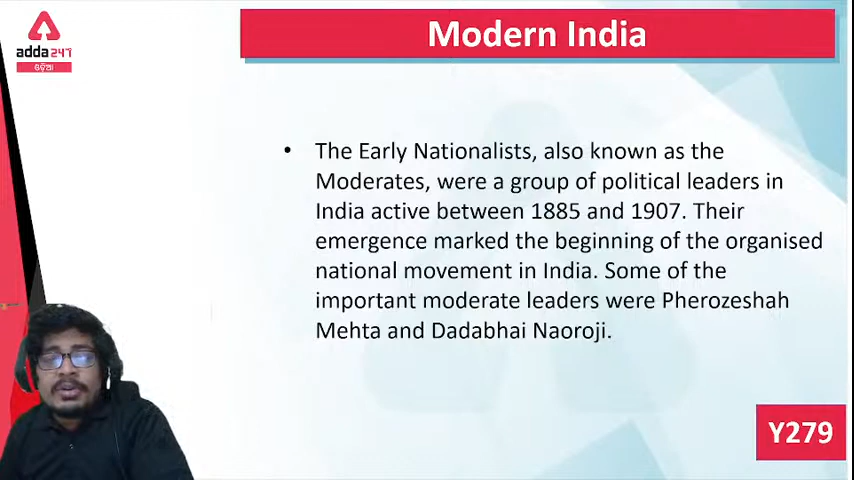 adda247
ଓଡ଼ିଆ
Modern India
• The Early Nationalists, also known as the
Moderates, were a group of political leaders in
India active between 1885 and 1907. Their
emergence marked the beginning of the organised
national movement in India. Some of the
important moderate leaders were Pherozeshah
Mehta and Dadabhai Naoroji.
Y279